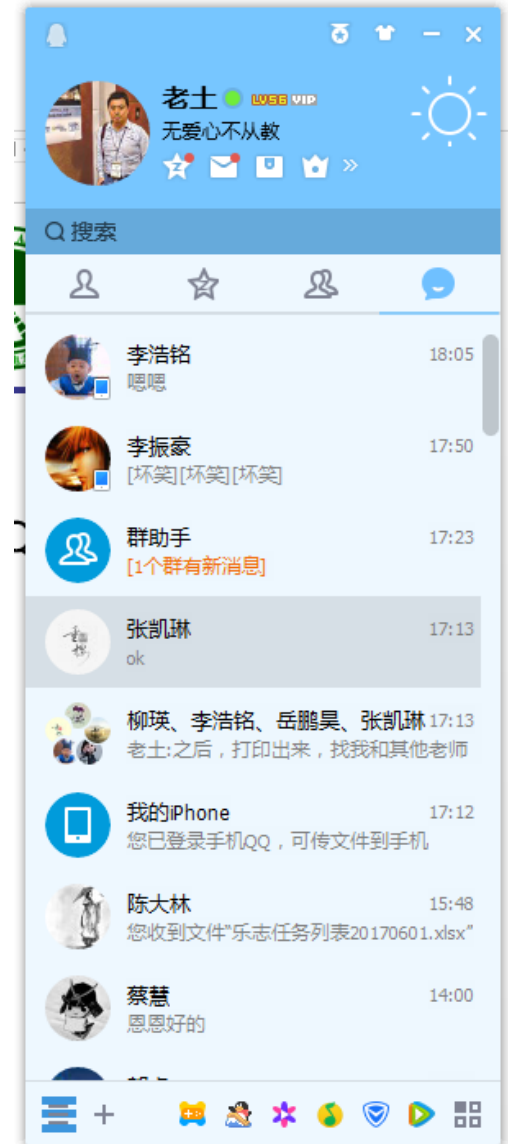 老土 LV56 VIP
无爱心不从教
搜索
李浩铭 18:05
嗯嗯
李振豪 17:50
[坏笑][坏笑][坏笑]
群助手 17:23
[1个群有新消息]
张凯琳 17:13
ok
柳瑛、李浩铭、岳鹏昊、张凯琳 17:13
老土:之后，打印出来，找我和其他老师
我的iPhone 17:12
您已登录手机QQ，可传文件到手机
陈大林 15:48
您收到文件"乐志任务列表20170601.xlsx"
蔡慧 14:00
恩恩好的